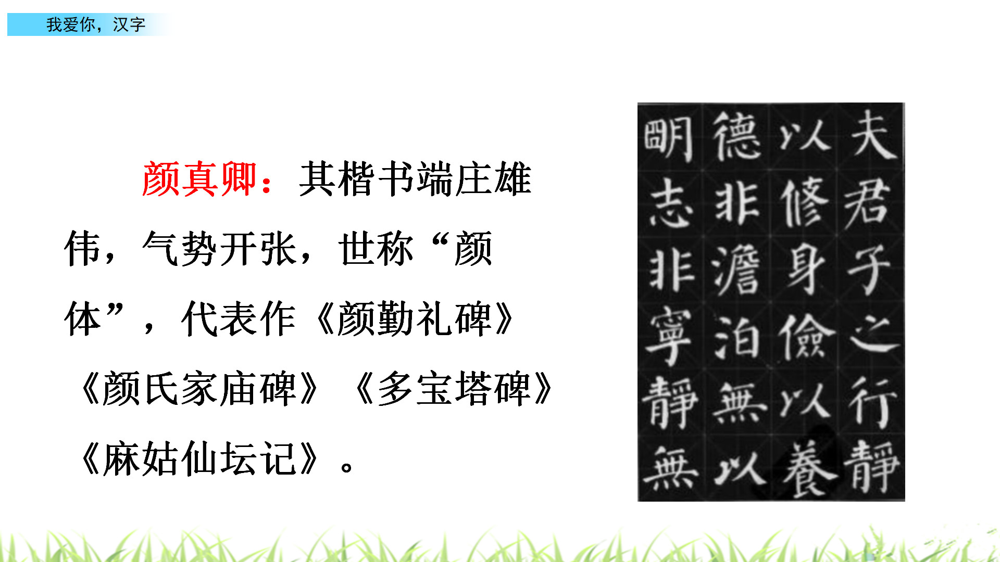 我爱你，汉字
颜真卿：其楷书端庄雄
伟，气势开张，世称“颜
体”，代表作《颜勤礼碑》
《颜氏家庙碑》《多宝塔碑》
《麻姑仙坛记》。
夫君子之行靜
以修身儉以養
德非澹泊無以
明志非寧靜無